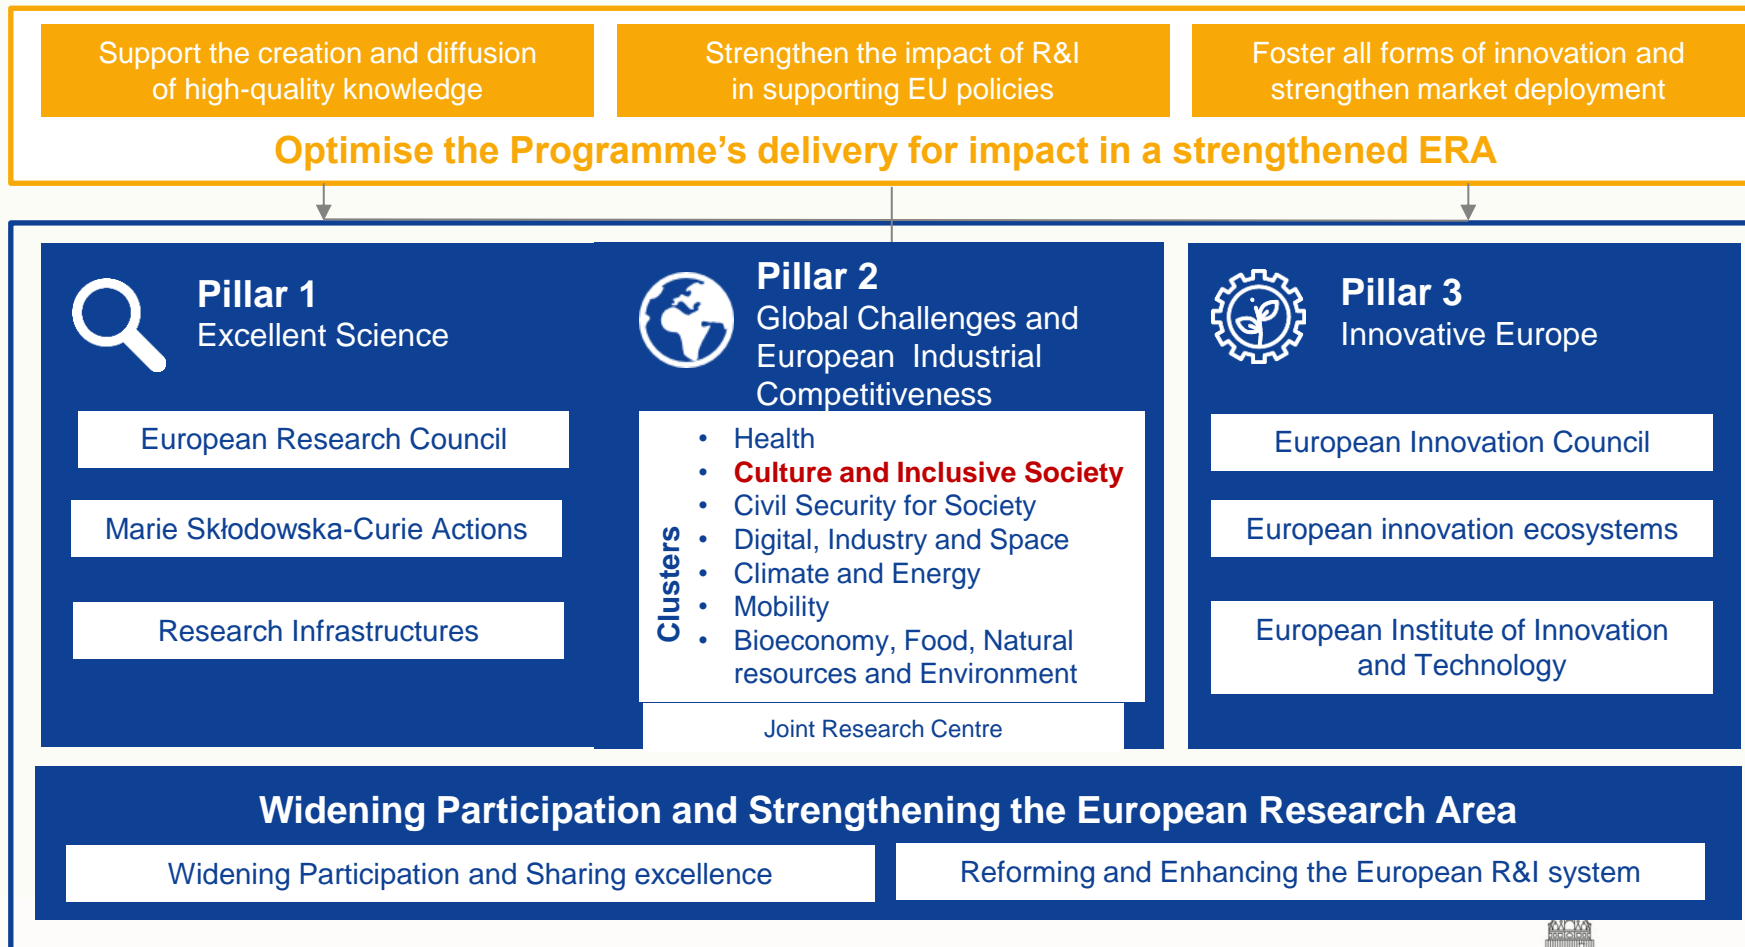 Support the creation and diffusion
of high-quality knowledge
Strengthen the impact of R&I
in supporting EU policies
Foster all forms of innovation and
strengthen market deployment
Optimise the Programme’s delivery for impact in a strengthened ERA
Pillar 1
Excellent Science
European Research Council
Marie Skłodowska-Curie Actions
Research Infrastructures
Pillar 2
Global Challenges and
European Industrial
Competitiveness
Clusters
• Health
• Culture and Inclusive Society
• Civil Security for Society
• Digital, Industry and Space
• Climate and Energy
• Mobility
• Bioeconomy, Food, Natural
resources and Environment
Joint Research Centre
Pillar 3
Innovative Europe
European Innovation Council
European innovation ecosystems
European Institute of Innovation
and Technology
Widening Participation and Strengthening the European Research Area
Widening Participation and Sharing excellence
Reforming and Enhancing the European R&I system